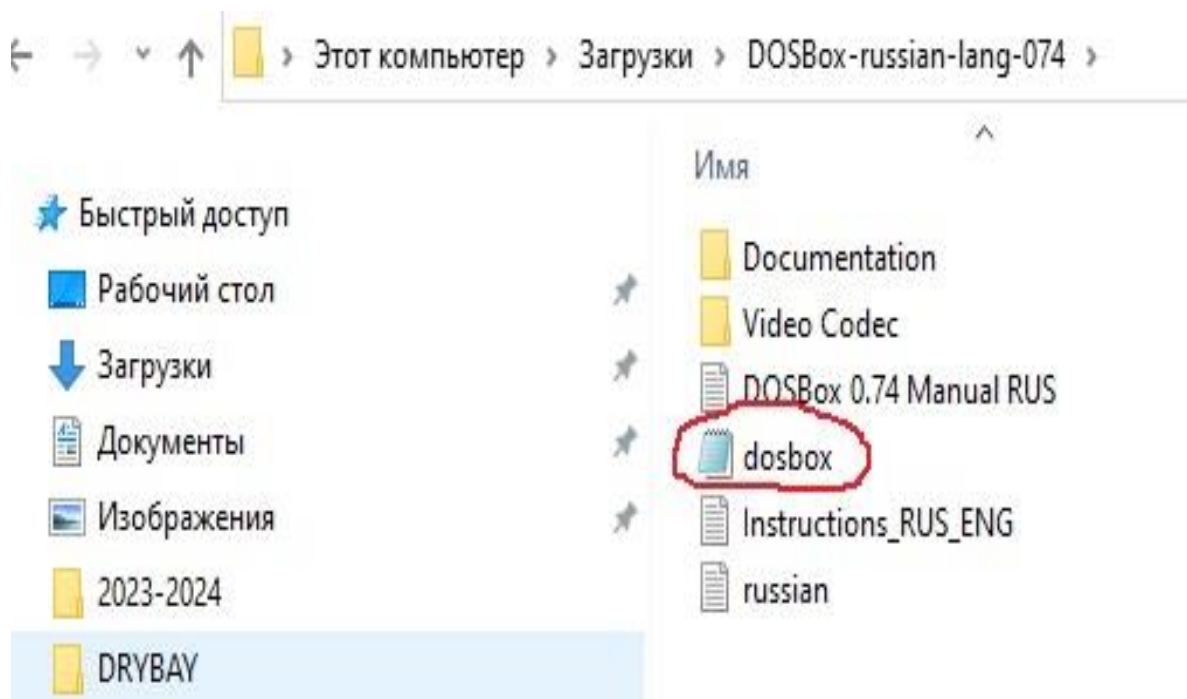 Этот компьютер › Загрузки › DOSBox-russian-lang-074 ›
Имя
Быстрый доступ
Рабочий стол
Загрузки
Документы
Изображения
2023-2024
DRYBAY
Documentation
Video Codec
DOSBox 0.74 Manual RUS
dosbox
Instructions_RUS_ENG
russian